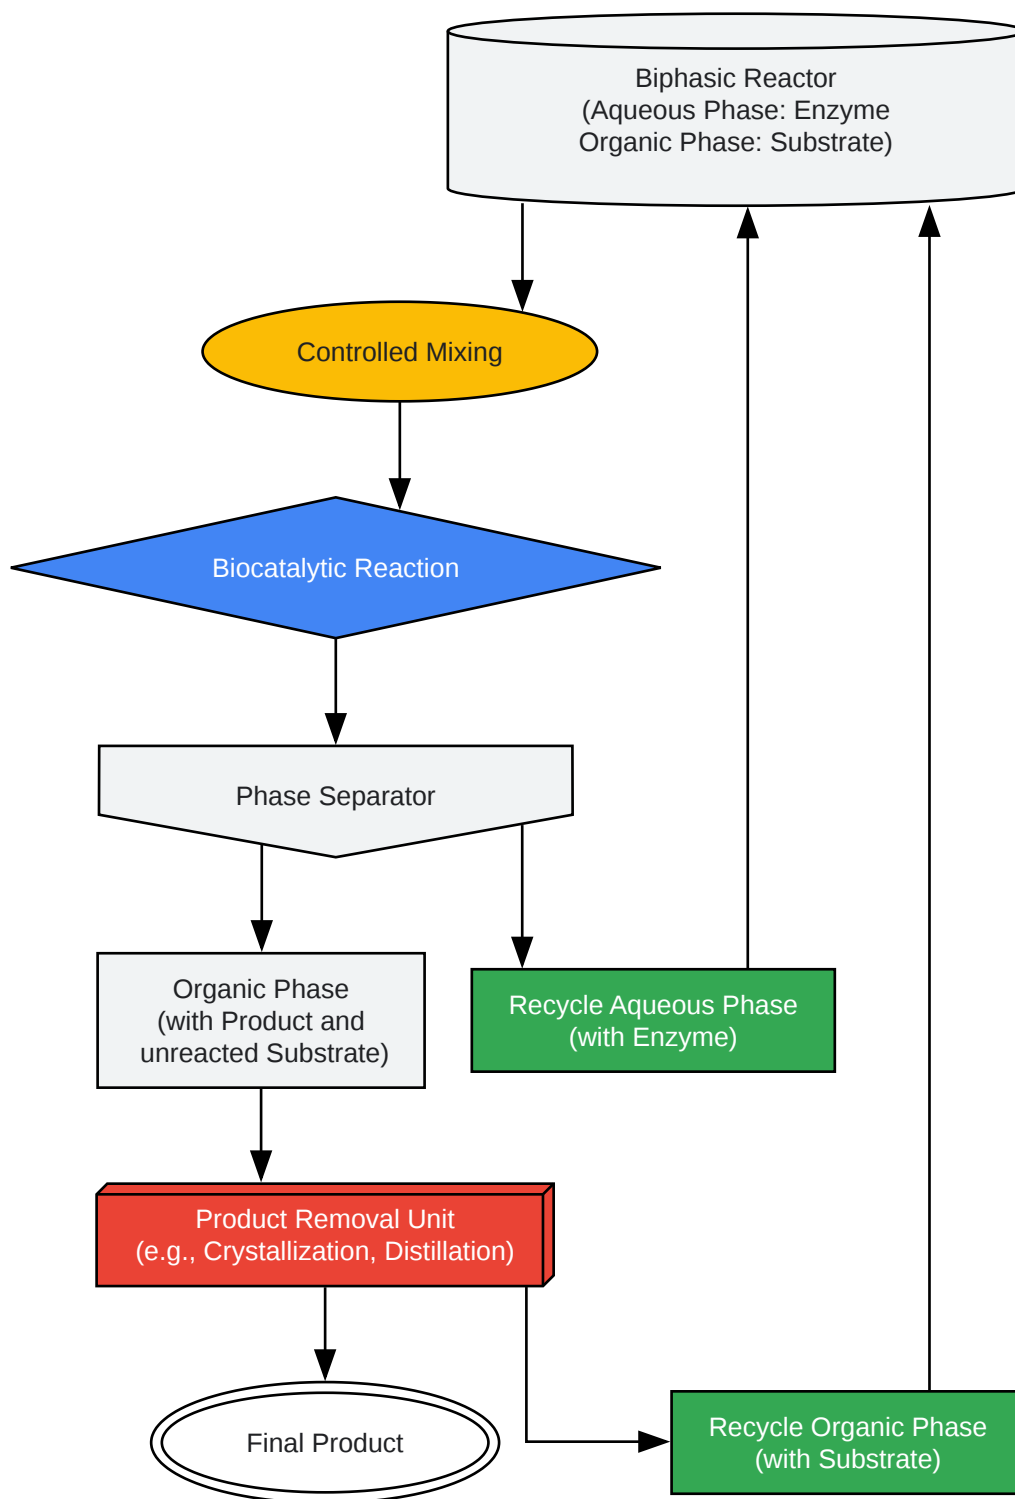 Biphasic Reactor
(Aqueous Phase: Enzyme
Organic Phase: Substrate)
Controlled Mixing
Biocatalytic Reaction
Phase Separator
Organic Phase
(with Product and
unreacted Substrate)
Recycle Aqueous Phase
(with Enzyme)
Product Removal Unit
(e.g., Crystallization, Distillation)
Final Product
Recycle Organic Phase
(with Substrate)